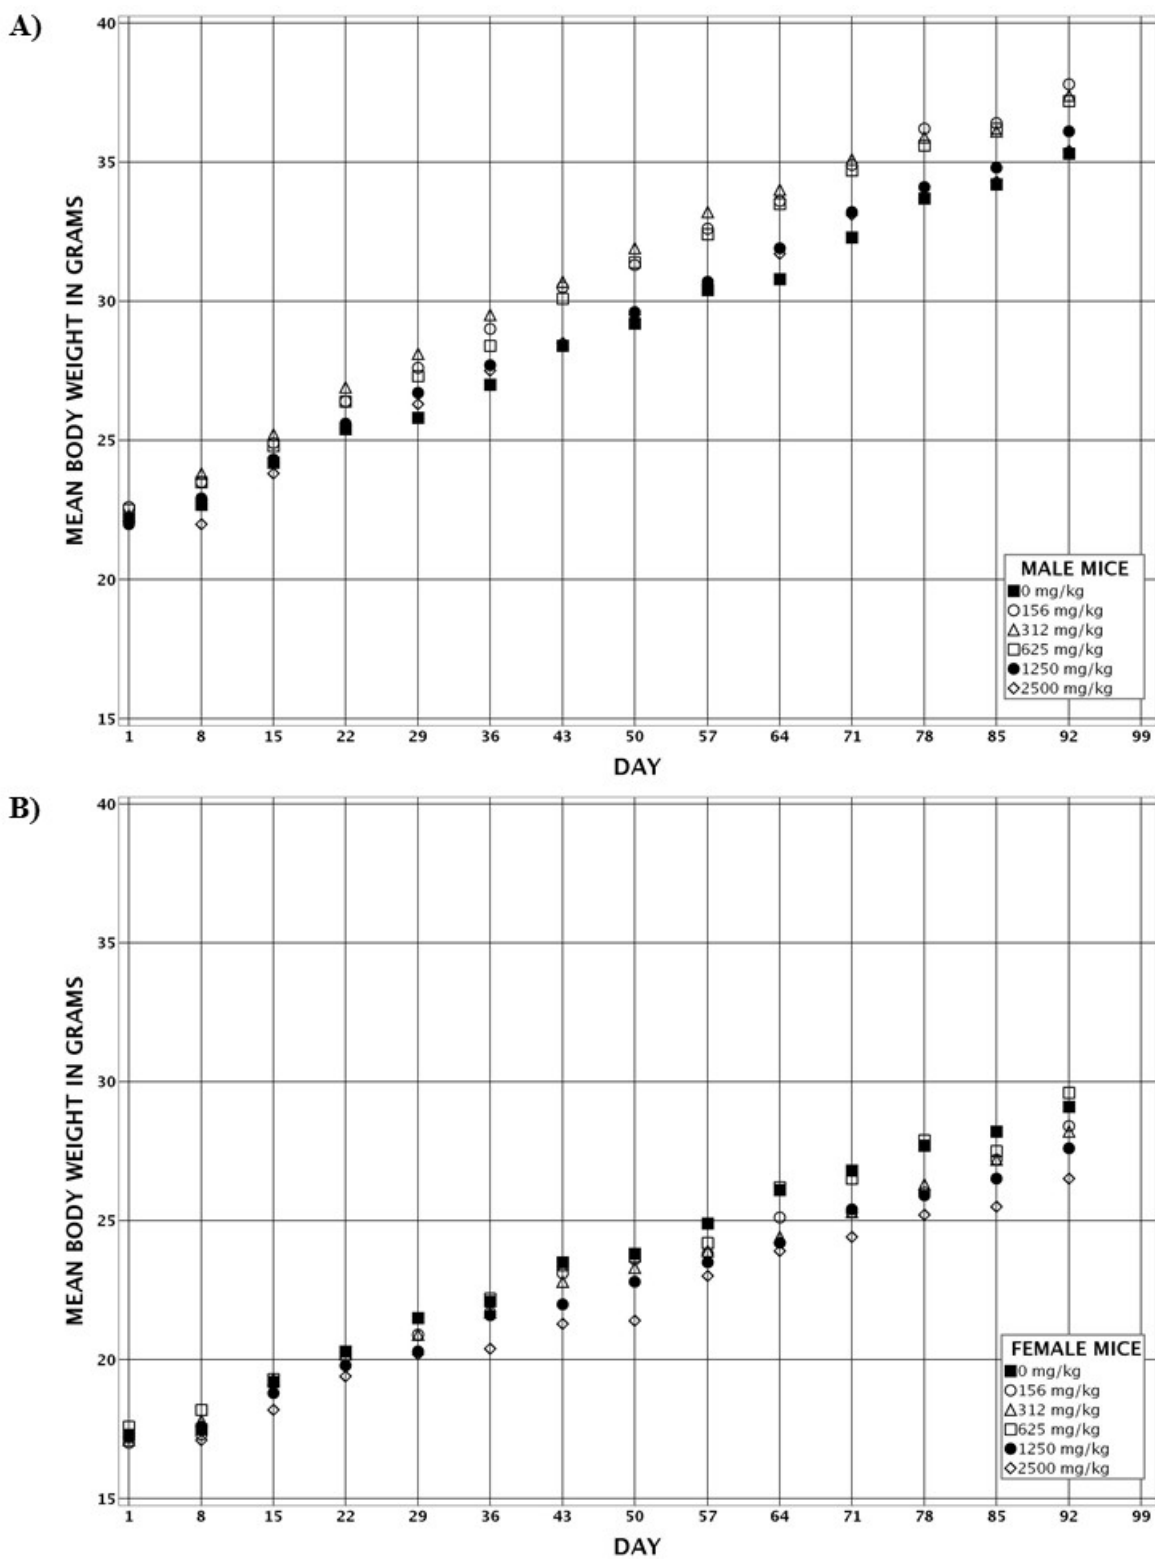 A)
MEAN BODY WEIGHT IN GRAMS
40
35
30
25
20
15
MALE MICE
0 mg/kg
156 mg/kg
312 mg/kg
625 mg/kg
1250 mg/kg
2500 mg/kg
1 8 15 22 29 36 43 50 57 64 71 78 85 92 99
DAY
B)
MEAN BODY WEIGHT IN GRAMS
40
35
30
25
20
15
FEMALE MICE
0 mg/kg
156 mg/kg
312 mg/kg
625 mg/kg
1250 mg/kg
2500 mg/kg
1 8 15 22 29 36 43 50 57 64 71 78 85 92 99
DAY